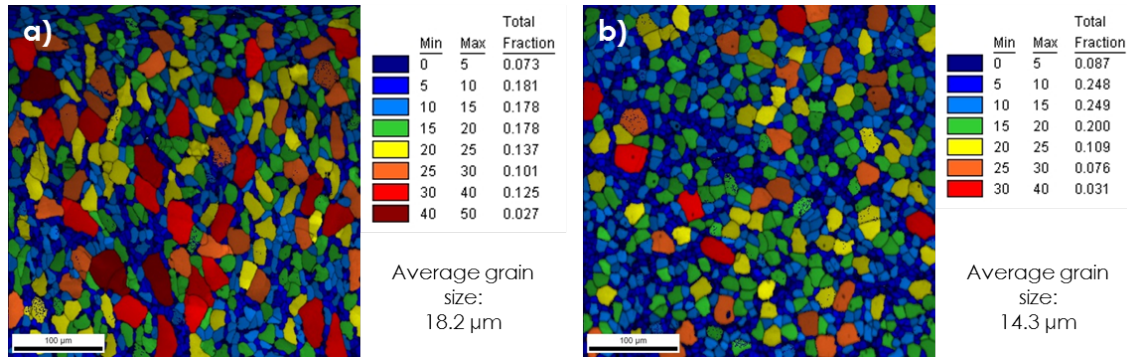 a)
Total
Min Max Fraction
0 5 0.073
5 10 0.181
10 15 0.178
15 20 0.178
20 25 0.137
25 30 0.101
30 40 0.125
40 50 0.027
Average grain
size:
18.2 µm
100 µm
b)
Total
Min Max Fraction
0 5 0.087
5 10 0.248
10 15 0.249
15 20 0.200
20 25 0.109
25 30 0.076
30 40 0.031
Average grain
size:
14.3 µm
100 µm